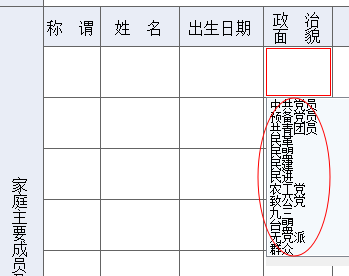 称 谓 姓 名 出生日期 政 治
面 貌
中共党员
预备党员
共青团员
民革
民盟
民建
民进
农工党
致公党
九三
台盟
无党派
群众
家庭主要成员